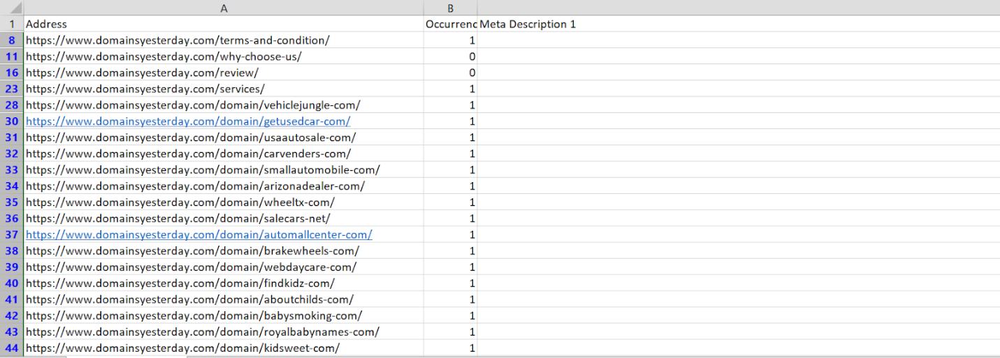 A B
1 Address Occurrenc Meta Description 1
8 https://www.domainsyesterday.com/terms-and-condition/ 1
11 https://www.domainsyesterday.com/why-choose-us/ 0
16 https://www.domainsyesterday.com/review/ 0
23 https://www.domainsyesterday.com/services/ 1
28 https://www.domainsyesterday.com/domain/vehiclejungle-com/ 1
30 https://www.domainsyesterday.com/domain/getusedcar-com/ 1
31 https://www.domainsyesterday.com/domain/usaautosale-com/ 1
32 https://www.domainsyesterday.com/domain/carvenders-com/ 1
33 https://www.domainsyesterday.com/domain/smallautomobile-com/ 1
34 https://www.domainsyesterday.com/domain/arizonadealer-com/ 1
35 https://www.domainsyesterday.com/domain/wheeltx-com/ 1
36 https://www.domainsyesterday.com/domain/salecars-net/ 1
37 https://www.domainsyesterday.com/domain/automallcenter-com/ 1
38 https://www.domainsyesterday.com/domain/brakewheels-com/ 1
39 https://www.domainsyesterday.com/domain/webdaycare-com/ 1
40 https://www.domainsyesterday.com/domain/findkidz-com/ 1
41 https://www.domainsyesterday.com/domain/aboutchilds-com/ 1
42 https://www.domainsyesterday.com/domain/babysmoking-com/ 1
43 https://www.domainsyesterday.com/domain/royalbabynames-com/ 1
44 https://www.domainsyesterday.com/domain/kidsweet-com/ 1